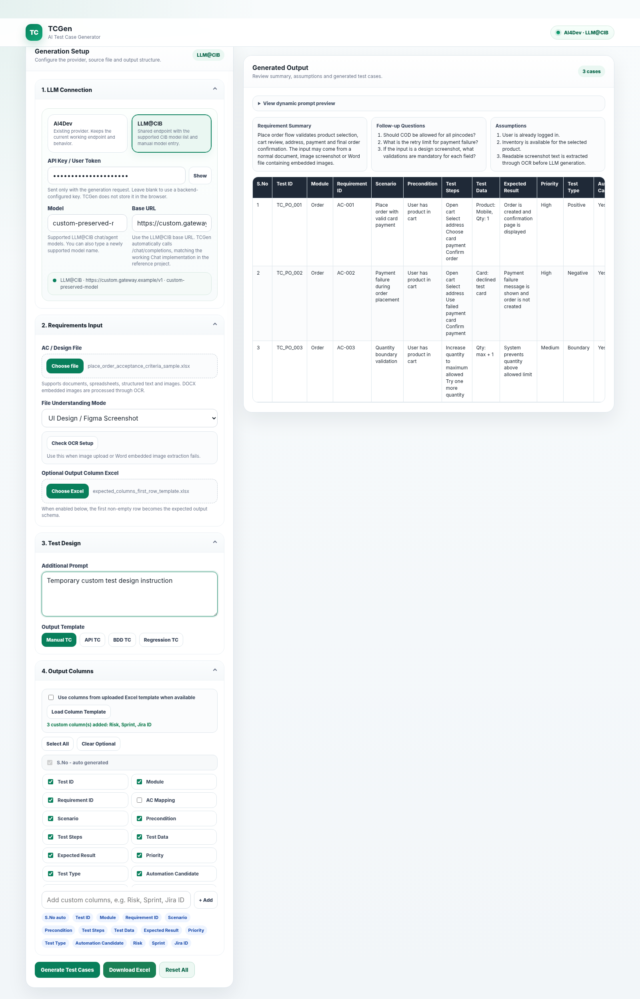 TC
TCGen
AI Test Case Generator
AI4Dev · LLM@CIB
Generation Setup
Configure the provider, source file and output structure.
LLM@CIB
1. LLM Connection
AI4Dev
Existing provider. Keeps the
current working endpoint and
behavior.
LLM@CIB
Shared endpoint with the
supported CIB model list and
manual model entry.
API Key / User Token
•••••••••••••••••••••
Show
Sent only with the generation request. Leave blank to use a backend-
configured key. TCGen does not store it in the browser.
Model
custom-preserved-r
Supported LLM@CIB chat/agent
models. You can also type a newly
supported model name.
Base URL
https://custom.gateway
Use the LLM@CIB base URL. TCGen
automatically calls
/chat/completions, matching the
working Chat implementation in the
reference project.
LLM@CIB · https://custom.gateway.example/v1 · custom-
preserved-model
2. Requirements Input
AC / Design File
Choose file
place_order_acceptance_criteria_sample.xlsx
Supports documents, spreadsheets, structured text and images. DOCX
embedded images are processed through OCR.
File Understanding Mode
UI Design / Figma Screenshot
Check OCR Setup
Use this when image upload or Word embedded image extraction fails.
Optional Output Column Excel
Choose Excel
expected_columns_first_row_template.xlsx
When enabled below, the first non-empty row becomes the expected output
schema.
3. Test Design
Additional Prompt
Temporary custom test design instruction
Output Template
Manual TC
API TC
BDD TC
Regression TC
4. Output Columns
Use columns from uploaded Excel template when available
Load Column Template
3 custom column(s) added: Risk, Sprint, Jira ID
Select All
Clear Optional
S.No - auto generated
Test ID
Module
Requirement ID
AC Mapping
Scenario
Precondition
Test Steps
Test Data
Expected Result
Priority
Test Type
Automation Candidate
Add custom columns, e.g. Risk, Sprint, Jira ID
+ Add
S.No auto
Test ID
Module
Requirement ID
Scenario
Precondition
Test Steps
Test Data
Expected Result
Priority
Test Type
Automation Candidate
Risk
Sprint
Jira ID
Generate Test Cases
Download Excel
Reset All
Generated Output
Review summary, assumptions and generated test cases.
3 cases
View dynamic prompt preview
Requirement Summary
Place order flow validates product selection,
cart review, address, payment and final order
confirmation. The input may come from a
normal document, image screenshot or Word
file containing embedded images.
Follow-up Questions
1. Should COD be allowed for all pincodes?
2. What is the retry limit for payment failure?
3. If the input is a design screenshot, what
validations are mandatory for each field?
Assumptions
1. User is already logged in.
2. Inventory is available for the selected
product.
3. Readable screenshot text is extracted
through OCR before LLM generation.
S.No
Test ID
Module
Requirement
ID
Scenario
Precondition
Test
Steps
Test
Data
Expected
Result
Priority
Test
Type
1
TC_PO_001
Order
AC-001
Place
order with
valid card
payment
User has
product in
cart
Open
cart
Select
address
Choose
card
payment
Confirm
order
Product:
Mobile,
Qty: 1
Order is
created and
confirmation
page is
displayed
High
Positive
Yes
2
TC_PO_002
Order
AC-002
Payment
failure
during
order
placement
User has
product in
cart
Open
cart
Select
address
Use
failed
payment
card
Confirm
payment
Card:
declined
test
card
Payment
failure
message is
shown and
order is not
created
High
Negative
Yes
3
TC_PO_003
Order
AC-003
Quantity
boundary
validation
User has
product in
cart
Increase
quantity
to
maximum
allowed
Try one
more
quantity
Qty:
max + 1
System
prevents
quantity
above
allowed limit
Medium
Boundary
Yes